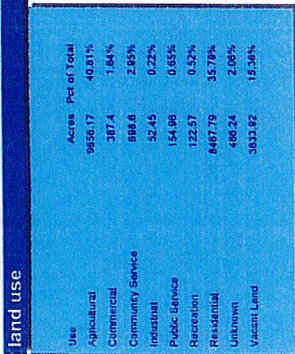 land use
Use Acres Pct of Total
Agricultural 9656.17 40.81%
Commercial 387.4 1.64%
Community Service 698.6 2.95%
Industrial 52.45 0.22%
Public Service 154.96 0.65%
Recreation 122.57 0.52%
Residential 8467.79 35.79%
Unknown 486.24 2.06%
Vacant Land 3633.92 15.36%